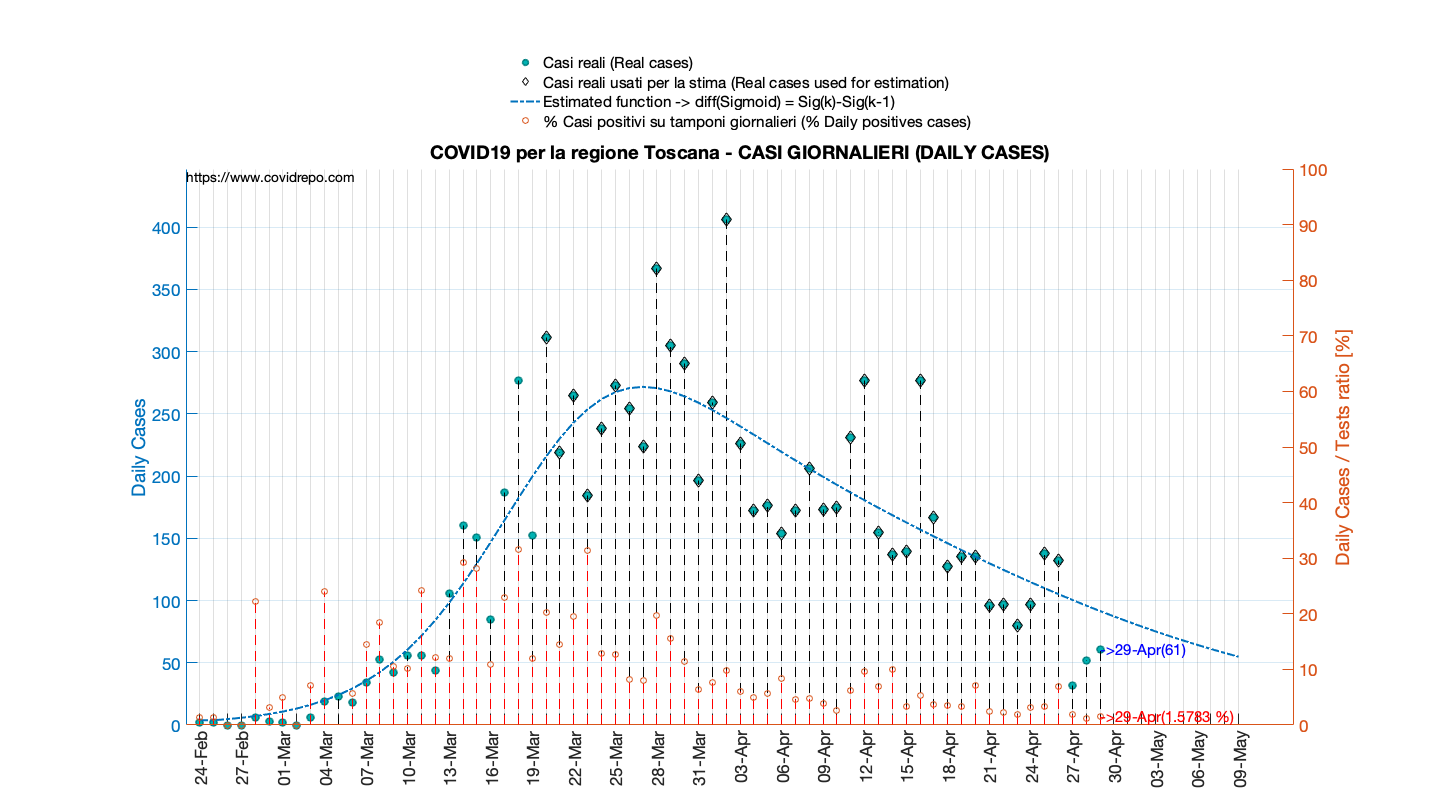 Casi reali (Real cases)
Casi reali usati per la stima (Real cases used for estimation)
Estimated function -> diff(Sigmoid) = Sig(k)-Sig(k-1)
% Casi positivi su tamponi giornalieri (% Daily positives cases)
COVID19 per la regione Toscana - CASI GIORNALIERI (DAILY CASES)
https://www.covidrepo.com
Daily Cases
400
350
300
250
200
150
100
50
0
100
90
80
70
60
50
40
30
20
10
0
Daily Cases / Tests ratio [%]
>29-Apr(61)
>29-Apr(1.5783 %)
24-Feb
27-Feb
01-Mar
04-Mar
07-Mar
10-Mar
13-Mar
16-Mar
19-Mar
22-Mar
25-Mar
28-Mar
31-Mar
03-Apr
06-Apr
09-Apr
12-Apr
15-Apr
18-Apr
21-Apr
24-Apr
27-Apr
30-Apr
03-May
06-May
09-May